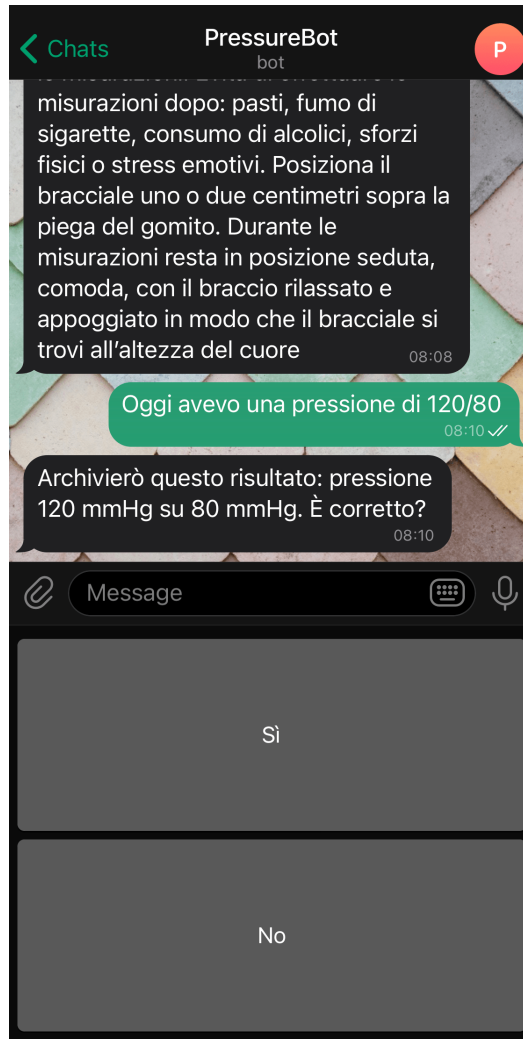 Chats
PressureBot
bot
P
misurazioni dopo: pasti, fumo di
sigarette, consumo di alcolici, sforzi
fisici o stress emotivi. Posiziona il
bracciale uno o due centimetri sopra la
piega del gomito. Durante le
misurazioni resta in posizione seduta,
comoda, con il braccio rilassato e
appoggiato in modo che il bracciale si
trovi all’altezza del cuore
08:08
Oggi avevo una pressione di 120/80
08:10
Archivierò questo risultato: pressione
120 mmHg su 80 mmHg. È corretto?
08:10
Message
Sì
No